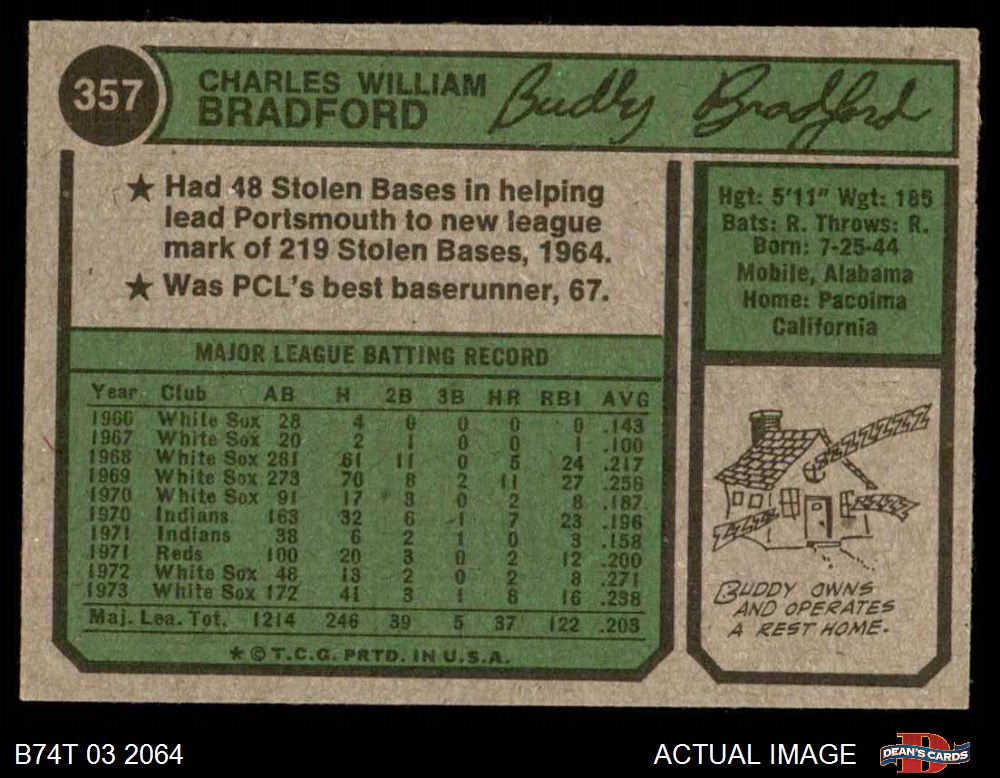 357
CHARLES WILLIAM
BRADFORD
Buddy Bradford
★ Had 48 Stolen Bases in helping
lead Portsmouth to new league
mark of 219 Stolen Bases, 1964.
★ Was PCL's best baserunner, 67.
Hgt: 5'11" Wgt: 185
Bats: R. Throws: R.
Born: 7-25-44
Mobile, Alabama
Home: Pacoima
California
MAJOR LEAGUE BATTING RECORD
Year Club AB H 2B 3B HR RBI AVG
1966 White Sox 28 4 0 0 0 0 .143
1967 White Sox 20 2 1 0 0 1 .100
1968 White Sox 281 61 11 0 5 24 .217
1969 White Sox 273 70 8 2 11 27 .256
1970 White Sox 91 17 3 0 2 8 .187
1970 Indians 163 32 6 1 7 23 .196
1971 Indians 38 6 2 1 0 3 .158
1971 Reds 100 20 3 0 2 12 .200
1972 White Sox 48 13 2 0 2 8 .271
1973 White Sox 172 41 3 1 8 16 .238
Maj. Lea. Tot. 1214 246 39 5 37 122 .203
★ © T.C.G. PRTD. IN U.S.A.
ZZZZZZ
ZZZZZ
ZZZZ
BUDDY OWNS
AND OPERATES
A REST HOME.
B74T 03 2064
ACTUAL IMAGE
DEAN'S CARDS